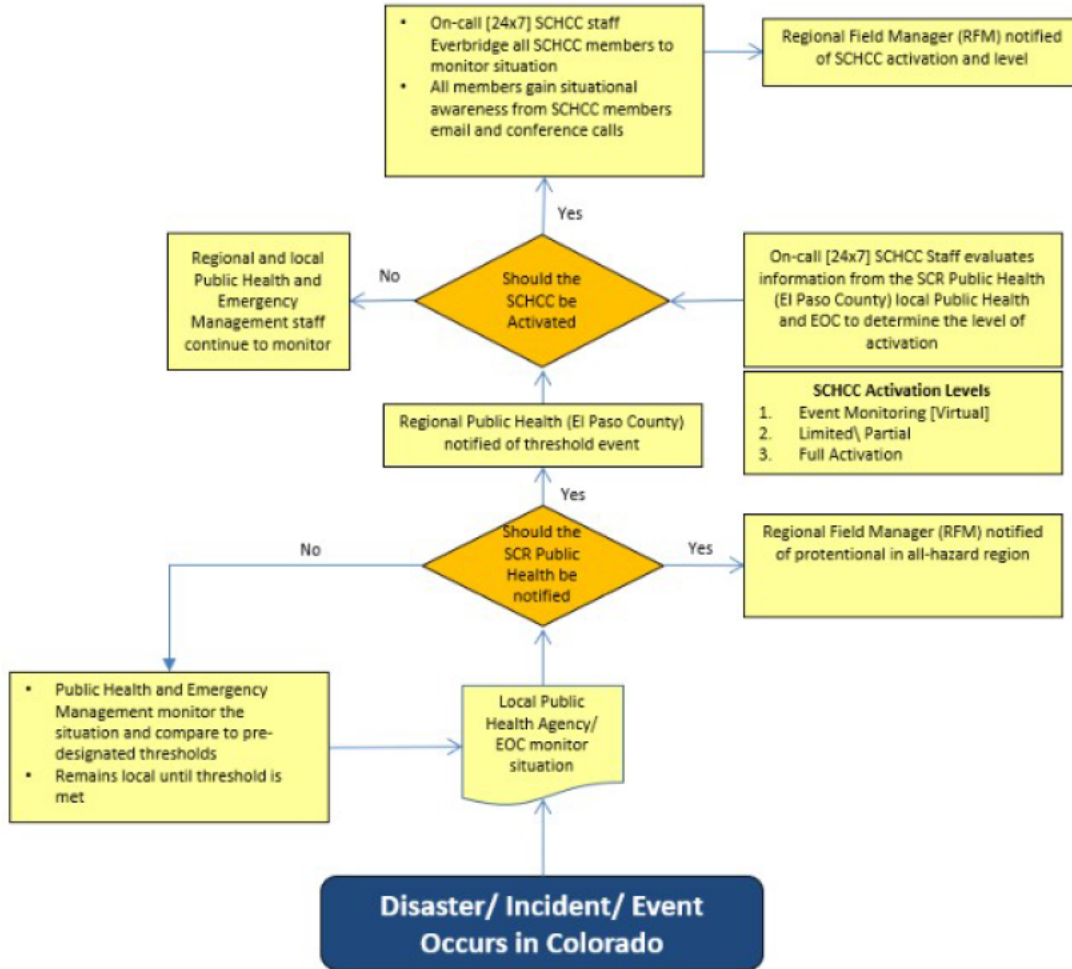 • On-call [24x7] SCHCC staff
Everbridge all SCHCC members to
monitor situation
• All members gain situational
awareness from SCHCC members
email and conference calls
Regional Field Manager (RFM) notified
of SCHCC activation and level
Yes
Regional and local
Public Health and
Emergency
Management staff
continue to monitor
No
Should the
SCHCC be
Activated
On-call [24x7] SCHCC Staff evaluates
information from the SCR Public Health
(El Paso County) local Public Health
and EOC to determine the level of
activation
SCHCC Activation Levels
1. Event Monitoring [Virtual]
2. Limited\ Partial
3. Full Activation
Regional Public Health (El Paso County)
notified of threshold event
Yes
No
Should the
SCR Public
Health be
notified
Yes
Regional Field Manager (RFM) notified
of protentional in all-hazard region
• Public Health and Emergency
Management monitor the
situation and compare to pre-
designated thresholds
• Remains local until threshold is
met
Local Public
Health Agency/
EOC monitor
situation
Disaster/ Incident/ Event
Occurs in Colorado